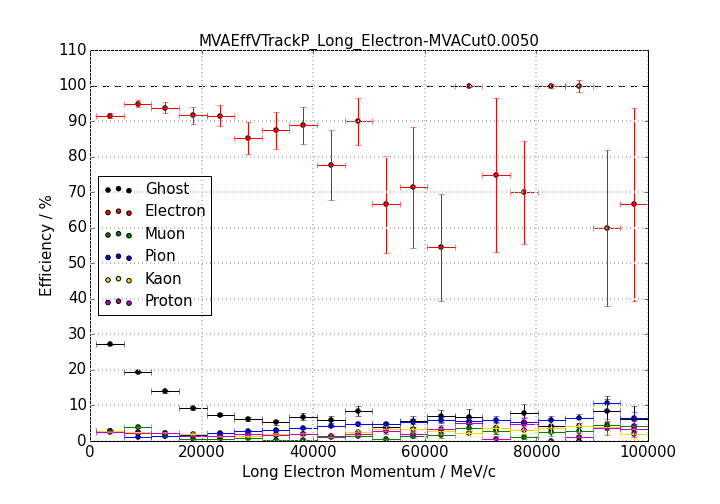 MVAEffVTrackP_Long_Electron-MVACut0.0050
110
100
90
80
70
60
50
40
30
20
10
0
Efficiency / %
Ghost
Electron
Muon
Pion
Kaon
Proton
0 20000 40000 60000 80000 100000
Long Electron Momentum / MeV/c